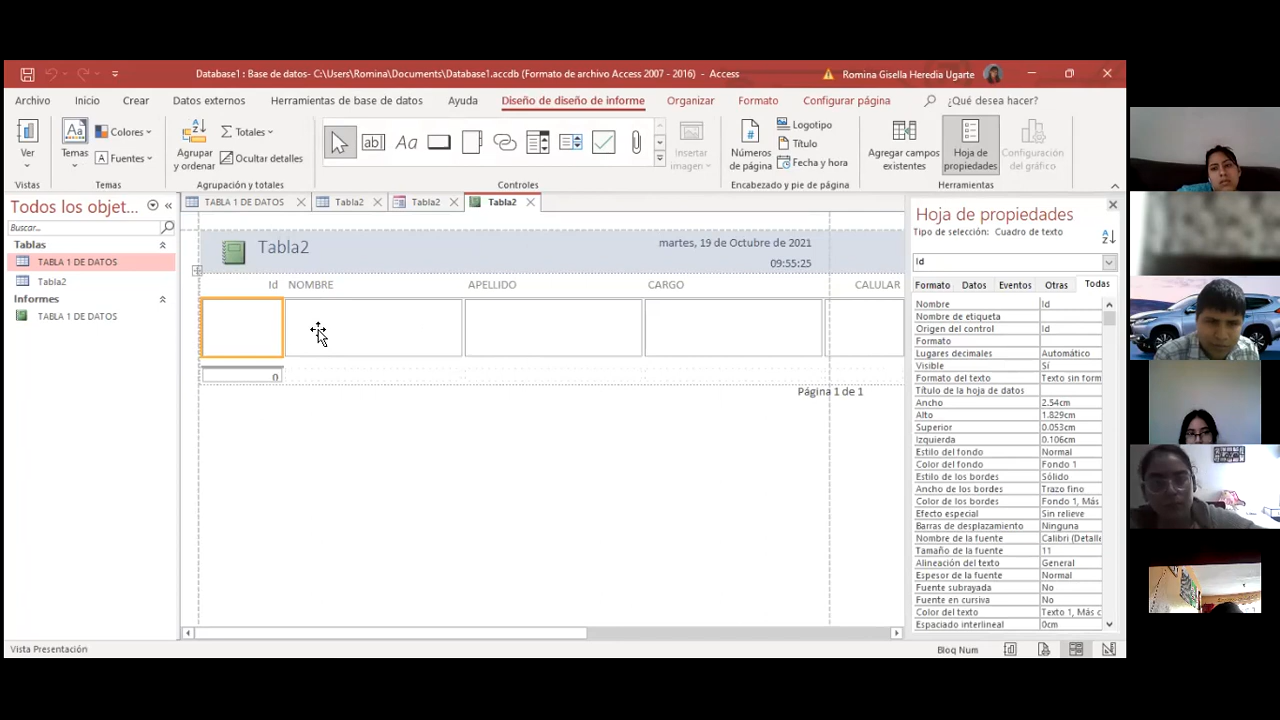 Database1 : Base de datos- C:\Users\Romina\Documents\Database1.accdb (Formato de archivo Access 2007 - 2016) - Access
Romina Gisella Heredia Ugarte
Archivo
Inicio
Crear
Datos externos
Herramientas de base de datos
Ayuda
Diseño de diseño de informe
Organizar
Formato
Configurar página
¿Qué desea hacer?
Ver
Temas
Colores
Fuentes
Agrupar y ordenar
Totales
Ocultar detalles
Insertar imagen
Números de página
Logotipo
Título
Fecha y hora
Agregar campos existentes
Hoja de propiedades
Configuración del gráfico
Vistas
Temas
Agrupación y totales
Controles
Encabezado y pie de página
Herramientas
Todos los objet...
Buscar...
Tablas
TABLA 1 DE DATOS
Tabla2
Informes
TABLA 1 DE DATOS
TABLA 1 DE DATOS
Tabla2
Tabla2
Tabla2
Tabla2
martes, 19 de Octubre de 2021
09:55:25
Id NOMBRE APELLIDO CARGO CALULAR
0
Página 1 de 1
Hoja de propiedades
Tipo de selección: Cuadro de texto
Id
Formato Datos Eventos Otras Todas
Nombre Id
Nombre de etiqueta
Origen del control Id
Formato
Lugares decimales Automático
Visible Sí
Formato del texto Texto sin form
Título de la hoja de datos
Ancho 2.54cm
Alto 1.829cm
Superior 0.053cm
Izquierda 0.106cm
Estilo del fondo Normal
Color del fondo Fondo 1
Estilo de los bordes Sólido
Ancho de los bordes Trazo fino
Color de los bordes Fondo 1, Más
Efecto especial Sin relieve
Barras de desplazamiento Ninguna
Nombre de la fuente Calibri (Detalle
Tamaño de la fuente 11
Alineación del texto General
Espesor de la fuente Normal
Fuente subrayada No
Fuente en cursiva No
Color del texto Texto 1, Más c
Espaciado interlineal 0cm
Vista Presentación
Bloq Num